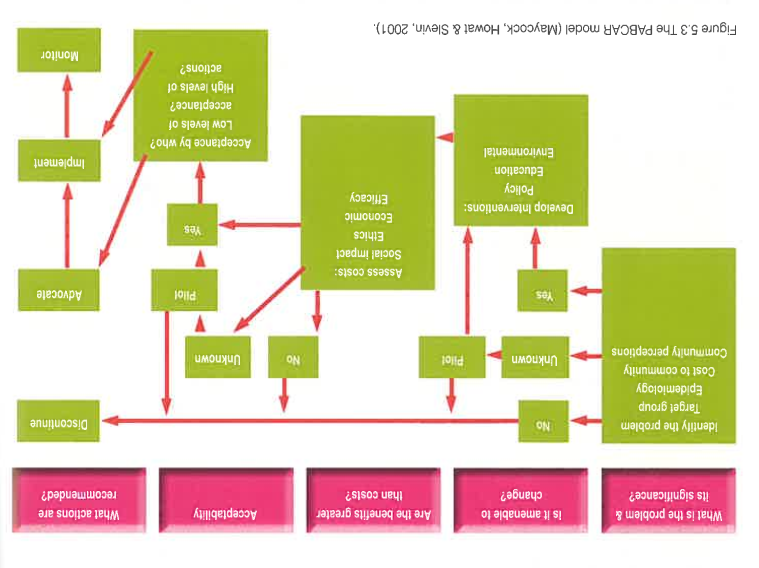 What is the problem &
its significance?
Is it amenable to
change?
Are the benefits greater
than costs?
Acceptability
What actions are
recommended?
Identify the problem
Target group
Epidemiology
Cost to community
Community perceptions
No
Unknown
Yes
Pilot
Develop Interventions:
Policy
Education
Environmental
Assess costs:
Social impact
Ethics
Economic
Efficacy
No
Unknown
Pilot
Yes
Acceptance by who?
Low levels of
acceptance?
High levels of
actions?
Discontinue
Advocate
Implement
Monitor
Figure 5.3 The PABCAR model (Maycock, Howat & Slevin, 2001).